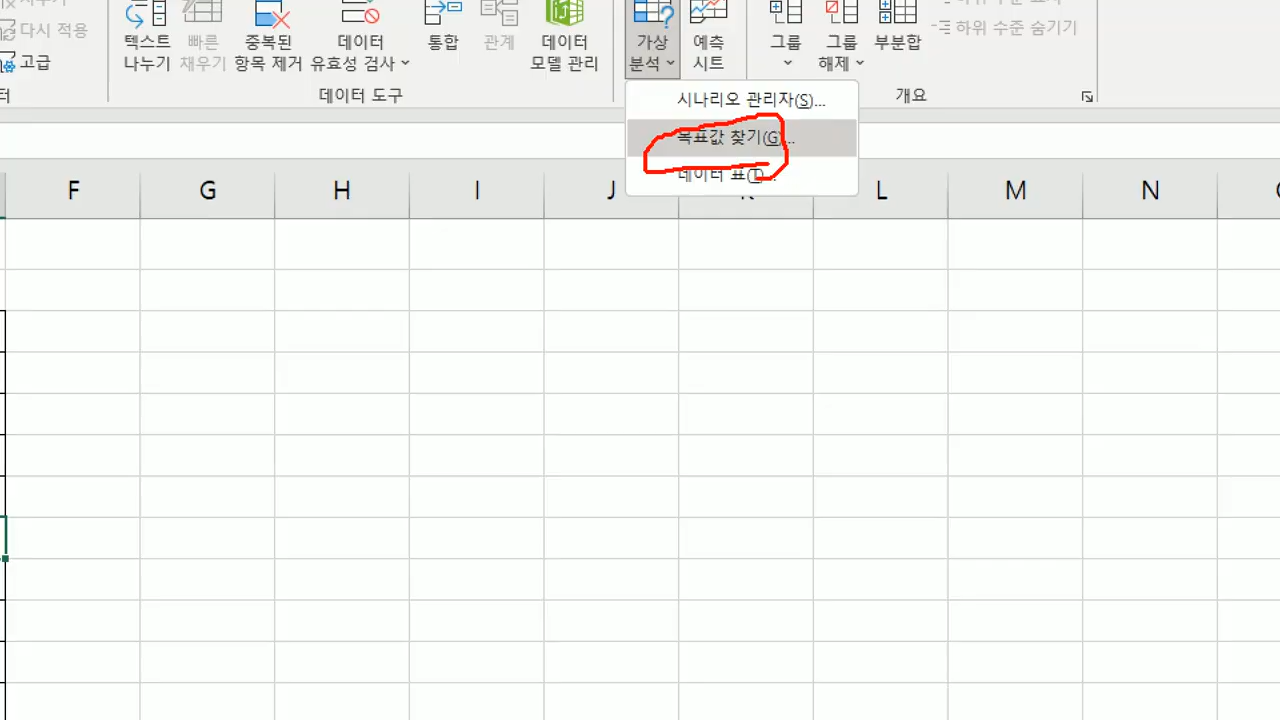 다시 적용
고급
텍스트 나누기
빠른 채우기
중복된 항목 제거
데이터 유효성 검사
통합
관계
데이터 모델 관리
가상 분석
예측 시트
그룹
그룹 해제
부분합
하위 수준 숨기기
데이터 도구
개요
시나리오 관리자(S)...
목표값 찾기(G)...
데이터 표(T)...
F G H I J K L M N